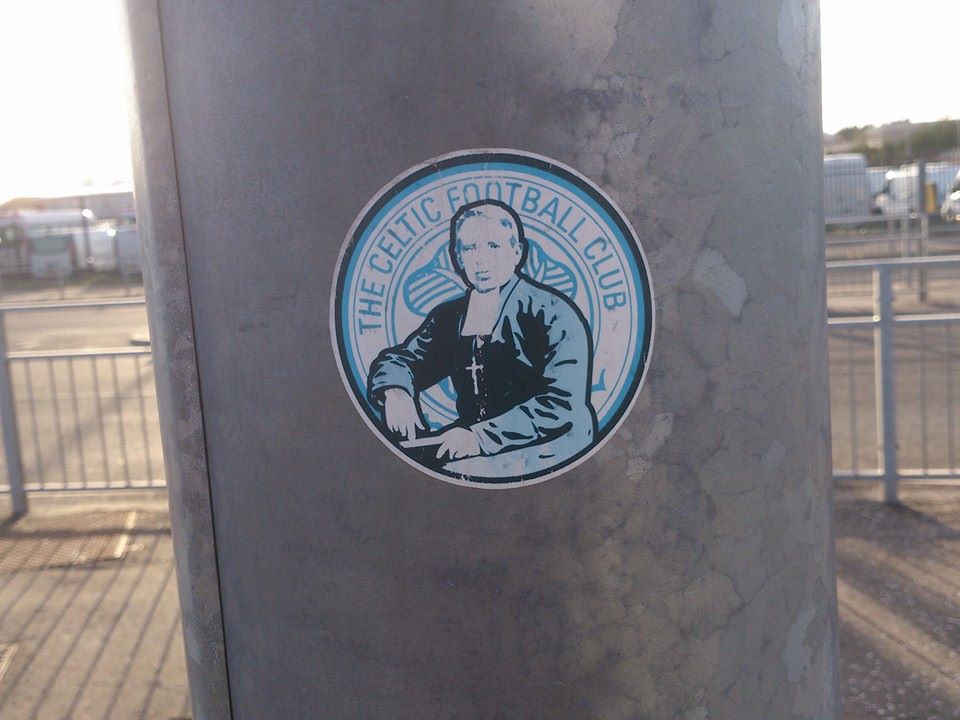 THE CELTIC FOOTBALL CLUB